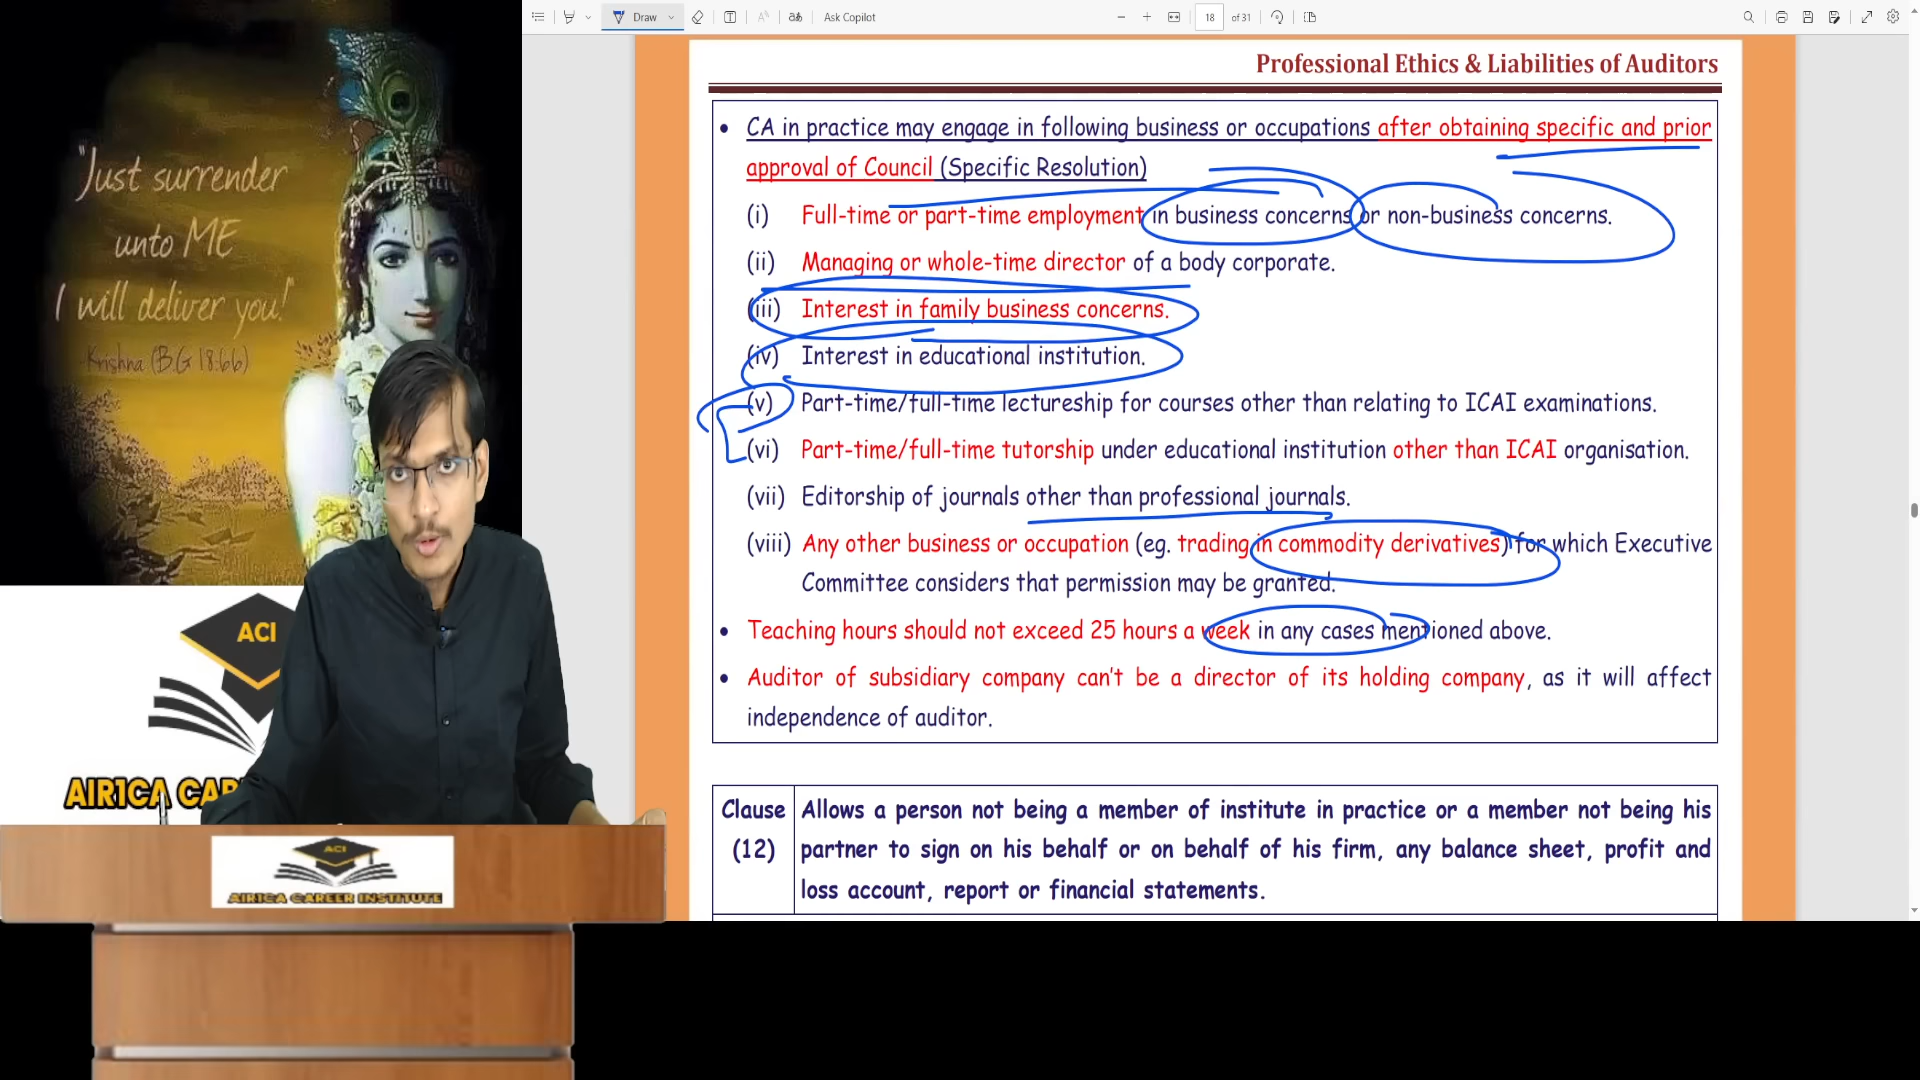 Draw
Ask Copilot
18
of 31
"Just surrender
unto ME
I will deliver you!"
-Krishna (B.G 18:66)
Professional Ethics & Liabilities of Auditors
• CA in practice may engage in following business or occupations after obtaining specific and prior
approval of Council (Specific Resolution)
(i) Full-time or part-time employment in business concerns or non-business concerns.
(ii) Managing or whole-time director of a body corporate.
(iii) Interest in family business concerns.
(iv) Interest in educational institution.
(v) Part-time/full-time lectureship for courses other than relating to ICAI examinations.
(vi) Part-time/full-time tutorship under educational institution other than ICAI organisation.
(vii) Editorship of journals other than professional journals.
(viii) Any other business or occupation (eg. trading in commodity derivatives) for which Executive
Committee considers that permission may be granted.
• Teaching hours should not exceed 25 hours a week in any cases mentioned above.
• Auditor of subsidiary company can't be a director of its holding company, as it will affect
independence of auditor.
Clause
(12)
Allows a person not being a member of institute in practice or a member not being his
partner to sign on his behalf or on behalf of his firm, any balance sheet, profit and
loss account, report or financial statements.
ACI
AIR1CA CAR
ACI
AIR1CA CAREER INSTITUTE